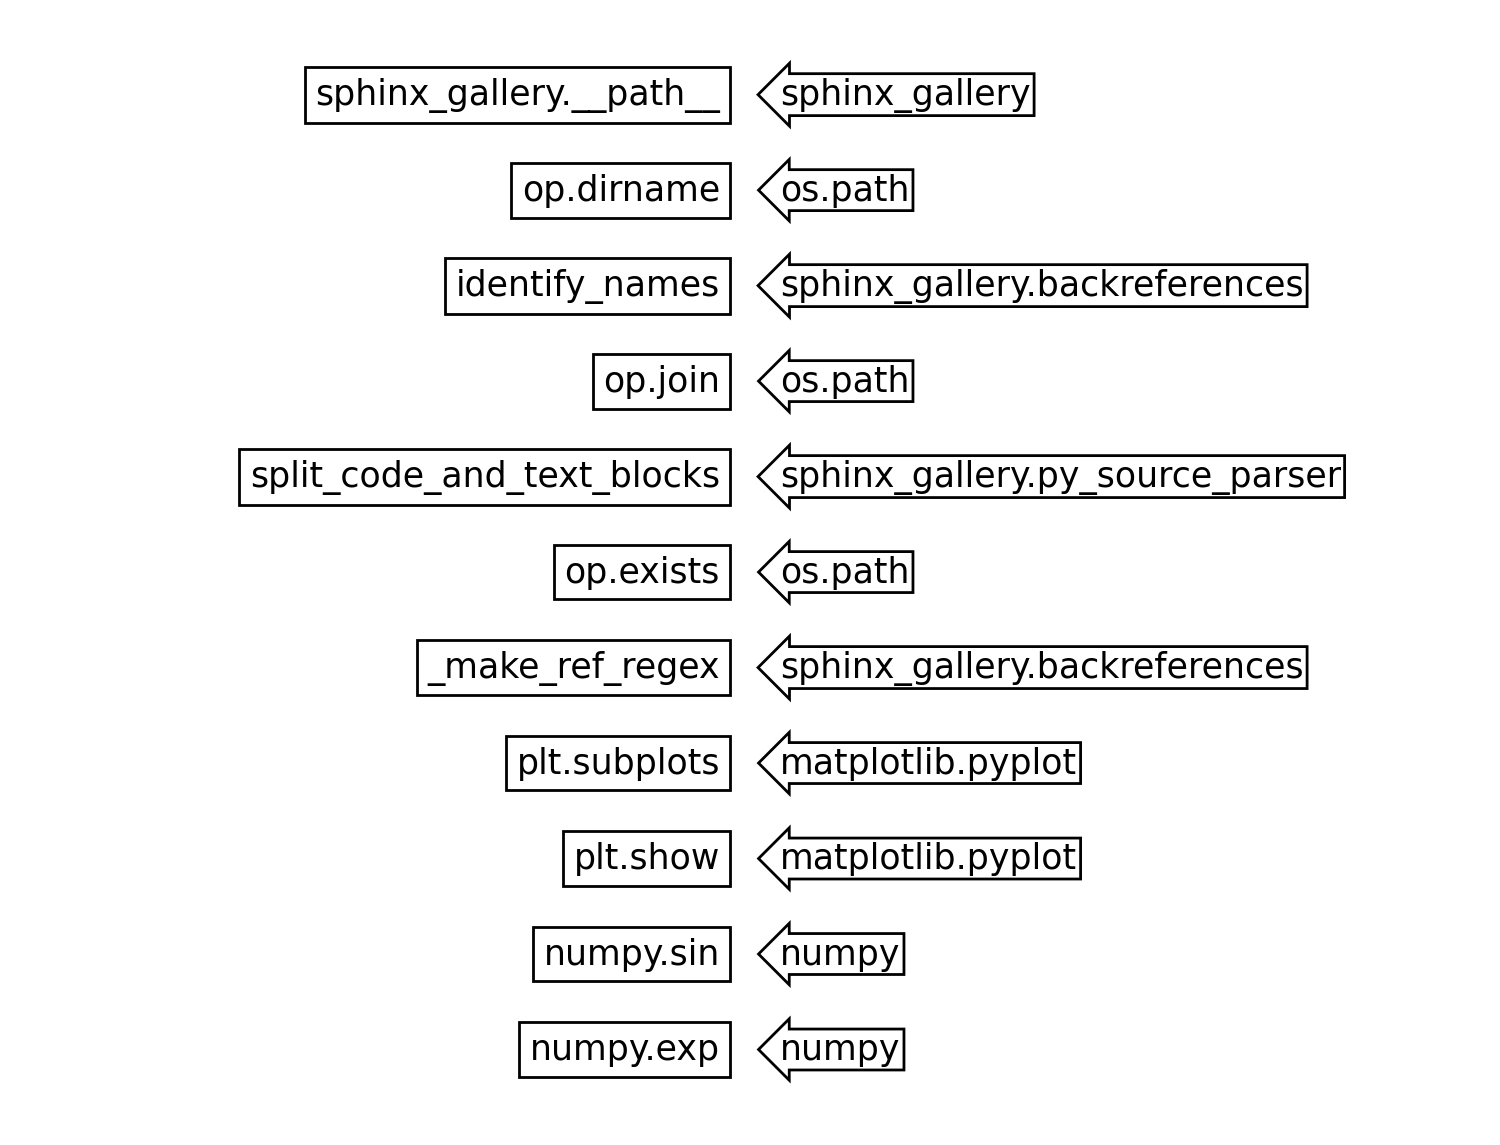 sphinx_gallery.__path__ sphinx_gallery
op.dirname os.path
identify_names sphinx_gallery.backreferences
op.join os.path
split_code_and_text_blocks sphinx_gallery.py_source_parser
op.exists os.path
_make_ref_regex sphinx_gallery.backreferences
plt.subplots matplotlib.pyplot
plt.show matplotlib.pyplot
numpy.sin numpy
numpy.exp numpy